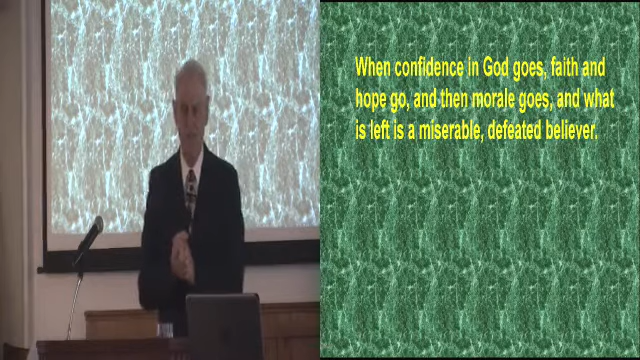 When confidence in God goes, faith and
hope go, and then morale goes, and what
is left is a miserable, defeated believer.